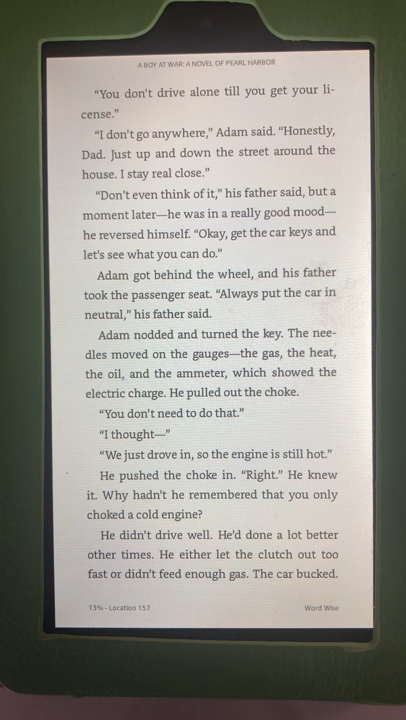 A BOY AT WAR: A NOVEL OF PEARL HARBOR
“You don’t drive alone till you get your li-
cense.”
“I don’t go anywhere,” Adam said. “Honestly,
Dad. Just up and down the street around the
house. I stay real close.”
“Don’t even think of it,” his father said, but a
moment later—he was in a really good mood—
he reversed himself. “Okay, get the car keys and
let’s see what you can do.”
Adam got behind the wheel, and his father
took the passenger seat. “Always put the car in
neutral,” his father said.
Adam nodded and turned the key. The nee-
dles moved on the gauges—the gas, the heat,
the oil, and the ammeter, which showed the
electric charge. He pulled out the choke.
“You don’t need to do that.”
“I thought—”
“We just drove in, so the engine is still hot.”
He pushed the choke in. “Right.” He knew
it. Why hadn’t he remembered that you only
choked a cold engine?
He didn’t drive well. He’d done a lot better
other times. He either let the clutch out too
fast or didn’t feed enough gas. The car bucked.
13% • Location 157 Word Wise